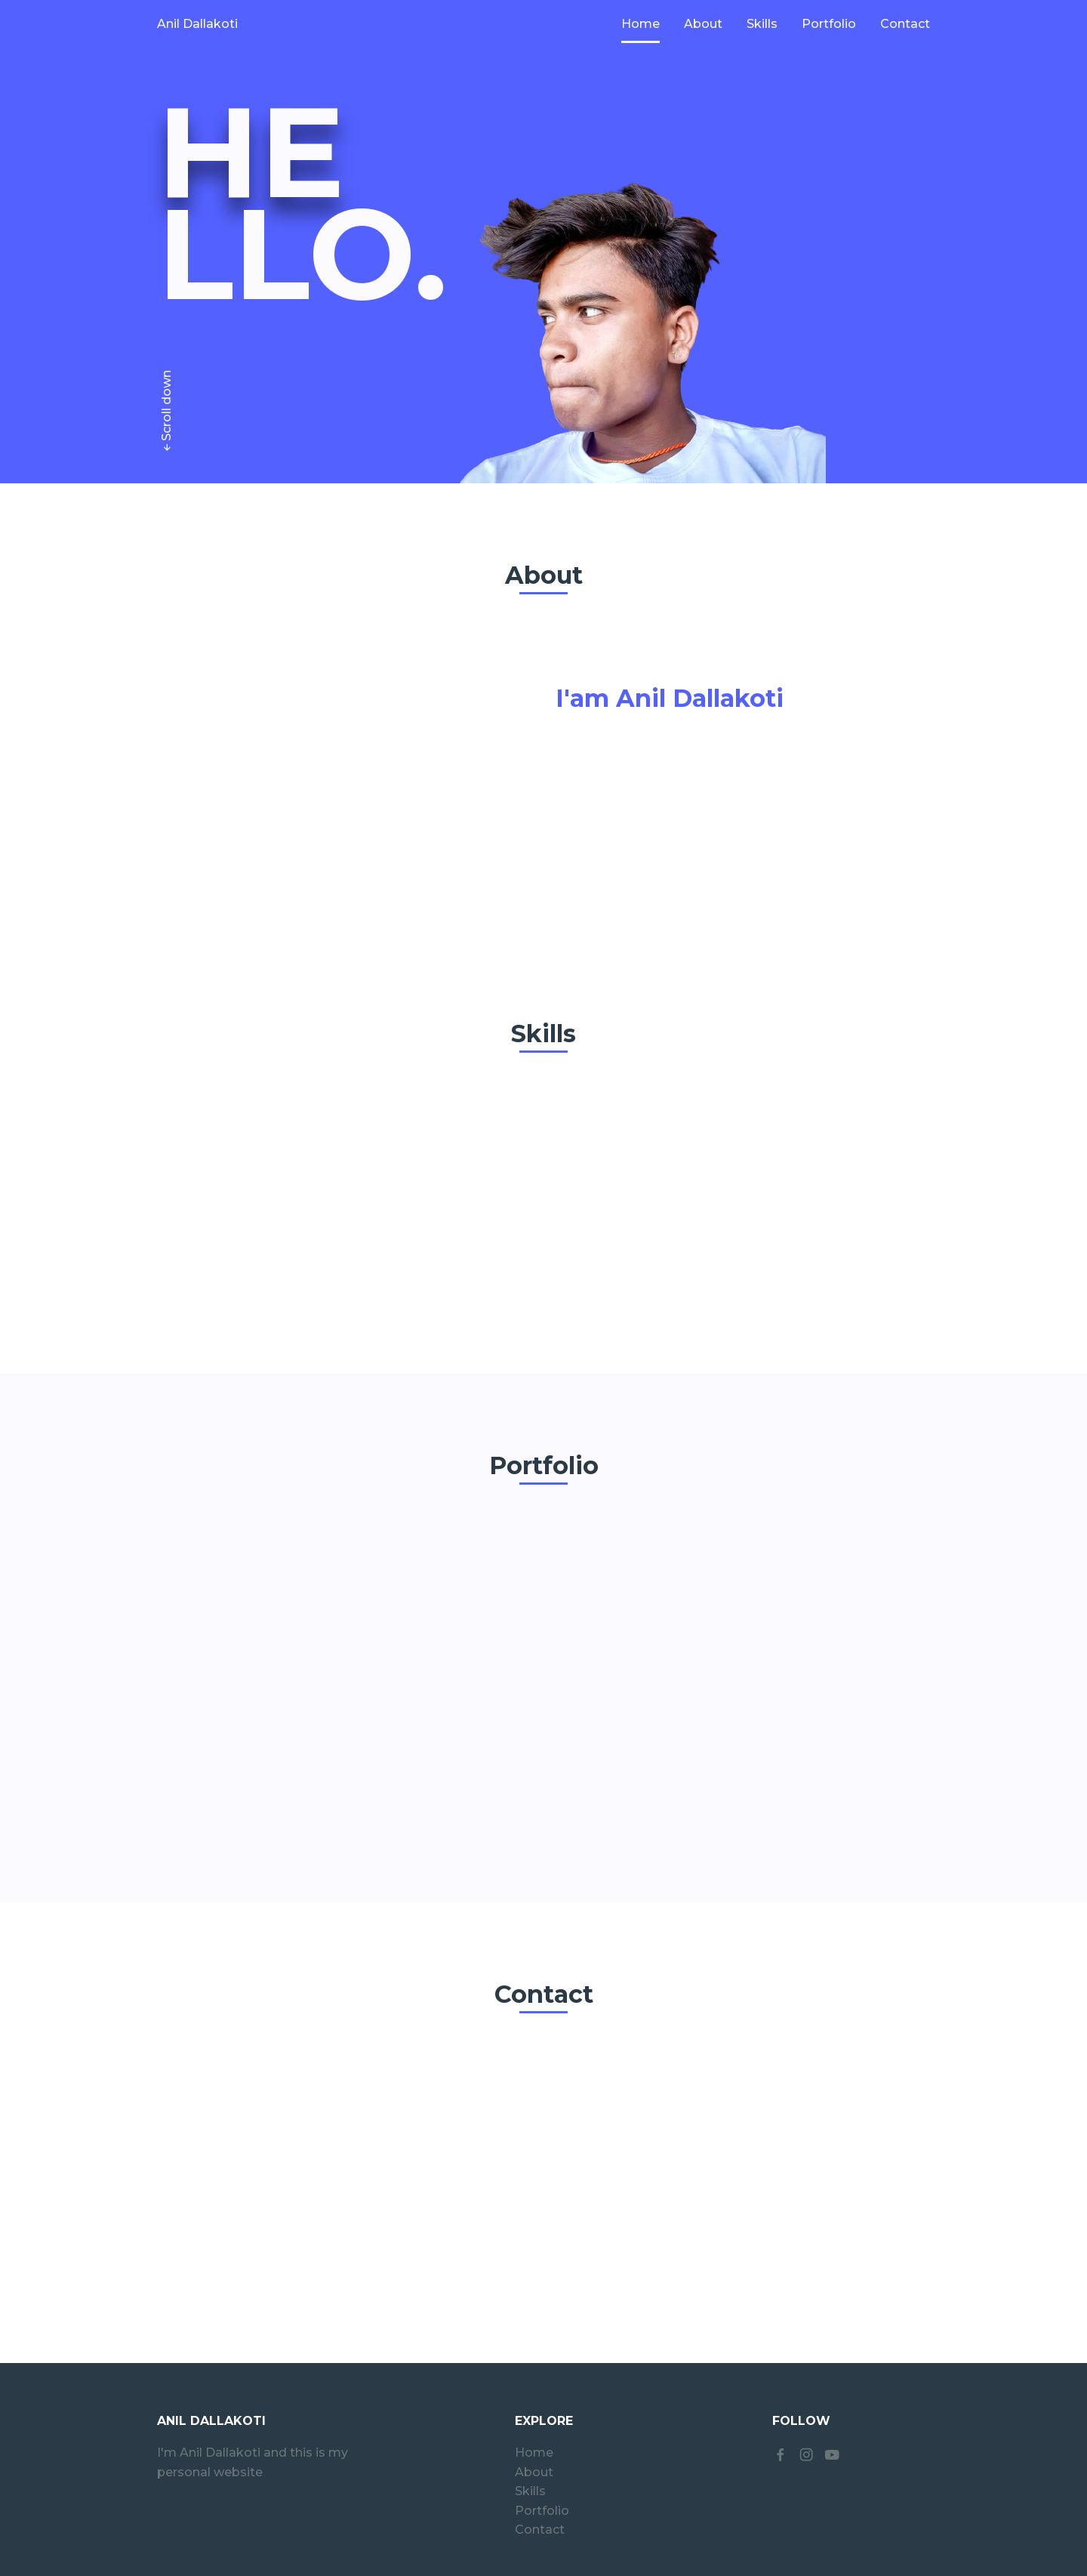 Anil Dallakoti
Home About Skills Portfolio Contact
HE
LLO.
← Scroll down
About
I'am Anil Dallakoti
Skills
Portfolio
Contact
ANIL DALLAKOTI
I'm Anil Dallakoti and this is my
personal website
EXPLORE
Home
About
Skills
Portfolio
Contact
FOLLOW